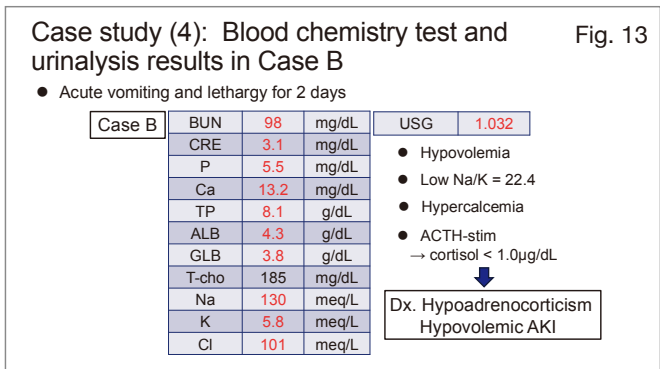 Case study (4):  Blood chemistry test and
Fig. 13
urinalysis results in Case B
● Acute vomiting and lethargy for 2 days
Case B
BUN 98 mg/dL
CRE 3.1 mg/dL
P 5.5 mg/dL
Ca 13.2 mg/dL
TP 8.1 g/dL
ALB 4.3 g/dL
GLB 3.8 g/dL
T-cho 185 mg/dL
Na 130 meq/L
K 5.8 meq/L
Cl 101 meq/L
USG 1.032
● Hypovolemia
● Low Na/K = 22.4
● Hypercalcemia
● ACTH-stim
→ cortisol < 1.0μg/dL
Dx. Hypoadrenocorticism
Hypovolemic AKI